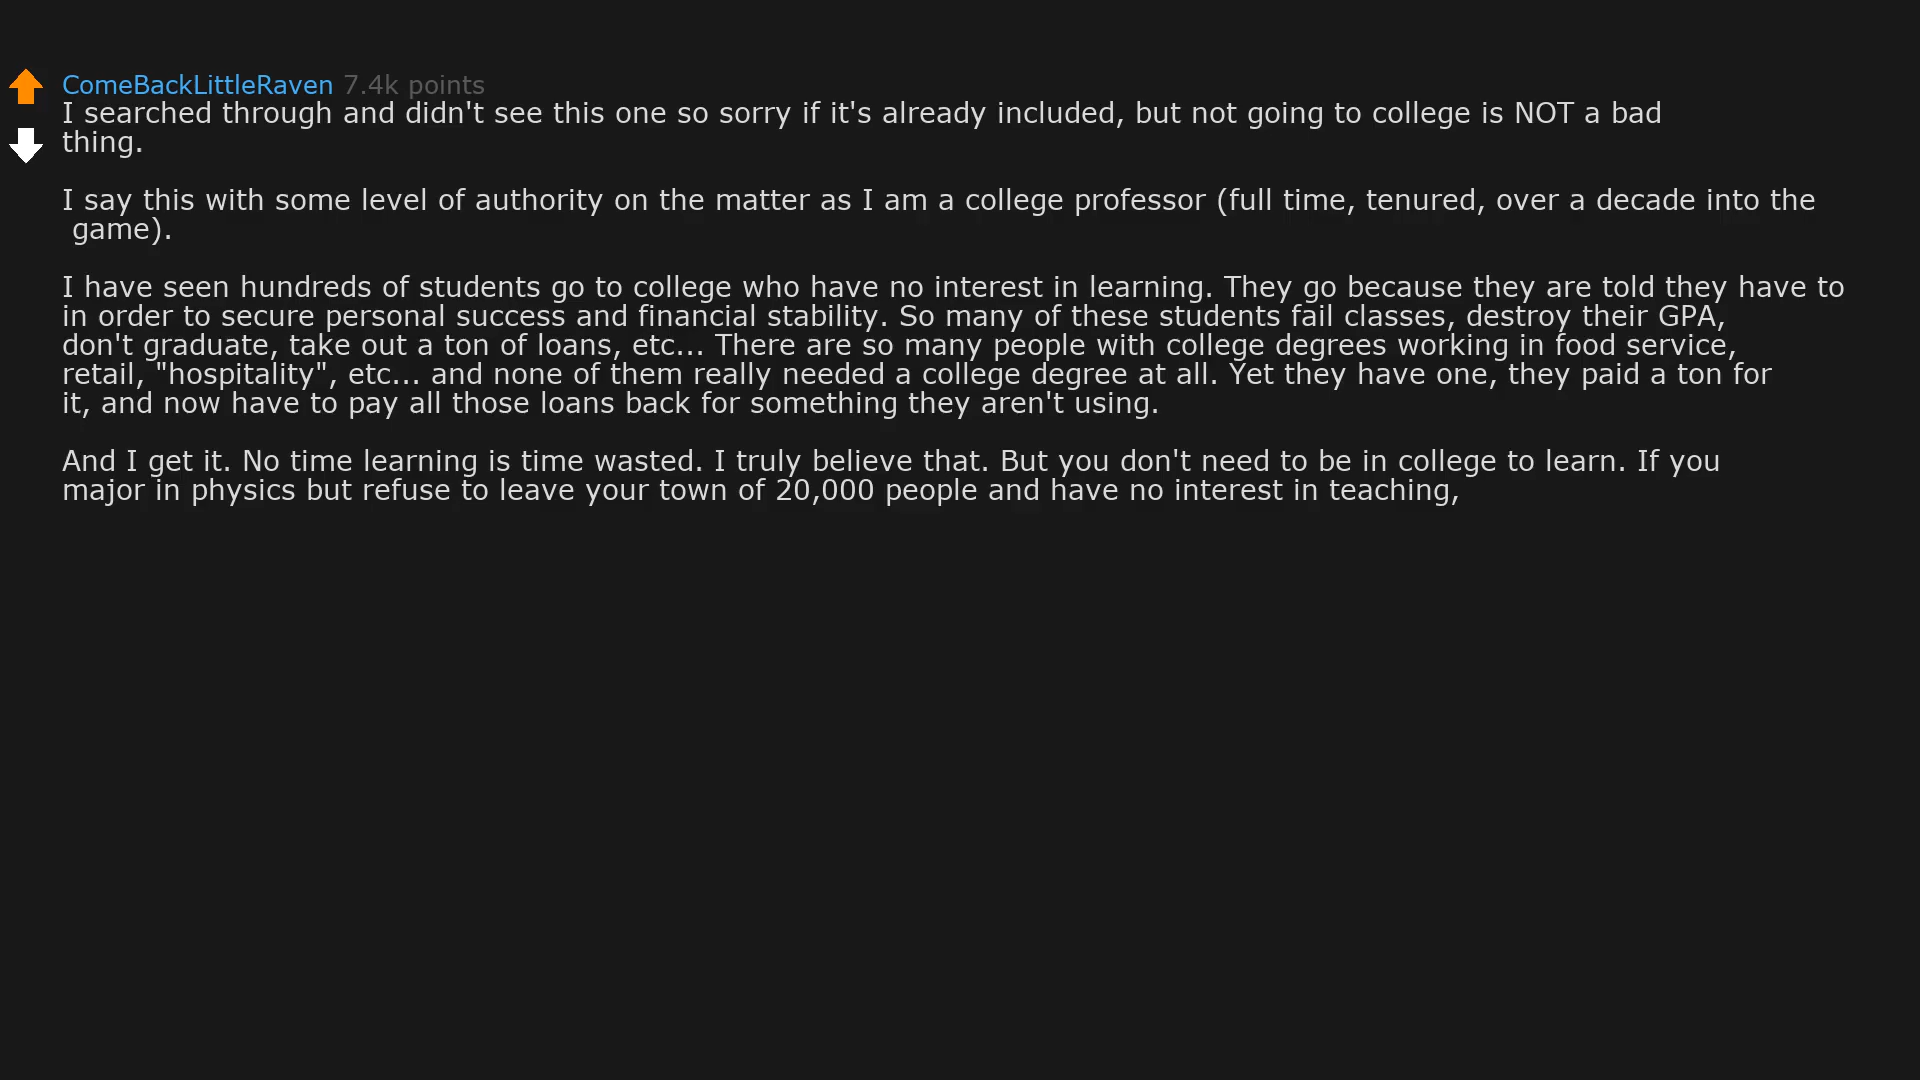 ComeBackLittleRaven 7.4k points
I searched through and didn't see this one so sorry if it's already included, but not going to college is NOT a bad
thing.
I say this with some level of authority on the matter as I am a college professor (full time, tenured, over a decade into the
game).
I have seen hundreds of students go to college who have no interest in learning. They go because they are told they have to
in order to secure personal success and financial stability. So many of these students fail classes, destroy their GPA,
don't graduate, take out a ton of loans, etc... There are so many people with college degrees working in food service,
retail, "hospitality", etc... and none of them really needed a college degree at all. Yet they have one, they paid a ton for
it, and now have to pay all those loans back for something they aren't using.
And I get it. No time learning is time wasted. I truly believe that. But you don't need to be in college to learn. If you
major in physics but refuse to leave your town of 20,000 people and have no interest in teaching,